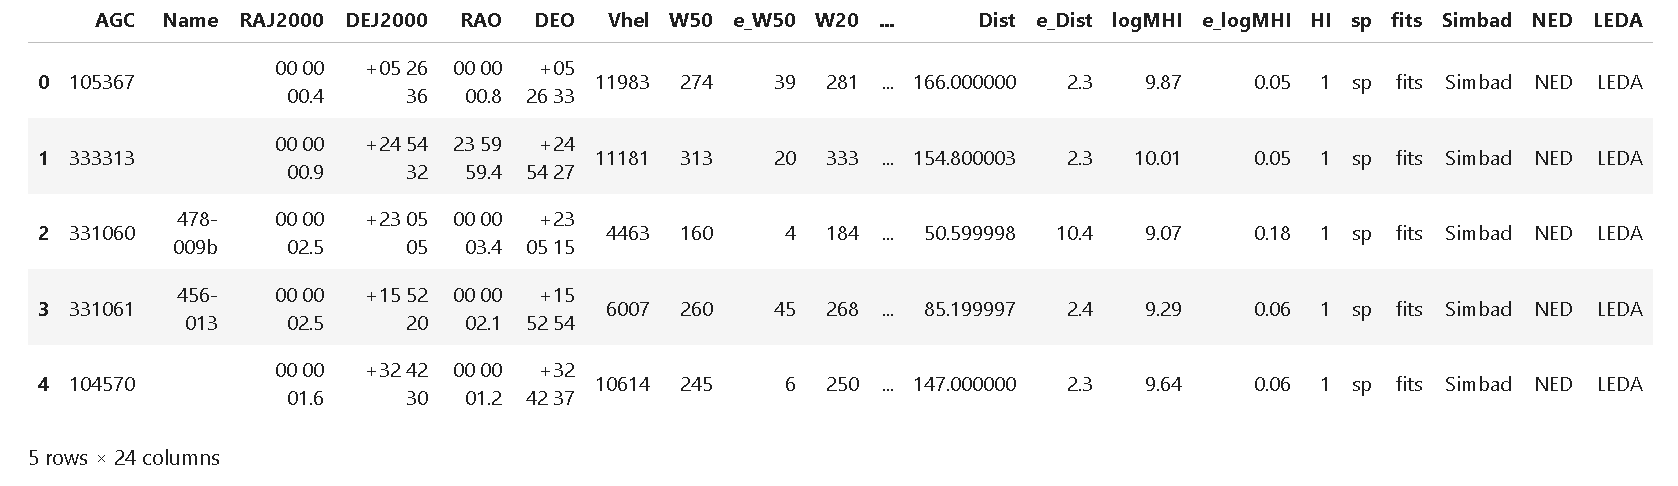 AGC Name RAJ2000 DEJ2000 RAO DEO Vhel W50 e_W50 W20 ... Dist e_Dist logMHI e_logMHI HI sp fits Simbad NED LEDA
0 105367 00 00 00.4 +05 26 36 00 00 00.8 +05 26 33 11983 274 39 281 ... 166.000000 2.3 9.87 0.05 1 sp fits Simbad NED LEDA
1 333313 00 00 00.9 +24 54 32 23 59 59.4 +24 54 27 11181 313 20 333 ... 154.800003 2.3 10.01 0.05 1 sp fits Simbad NED LEDA
2 331060 478-009b 00 00 02.5 +23 05 05 00 00 03.4 +23 05 15 4463 160 4 184 ... 50.599998 10.4 9.07 0.18 1 sp fits Simbad NED LEDA
3 331061 456-013 00 00 02.5 +15 52 20 00 00 02.1 +15 52 54 6007 260 45 268 ... 85.199997 2.4 9.29 0.06 1 sp fits Simbad NED LEDA
4 104570 00 00 01.6 +32 42 30 00 00 01.2 +32 42 37 10614 245 6 250 ... 147.000000 2.3 9.64 0.06 1 sp fits Simbad NED LEDA
5 rows × 24 columns